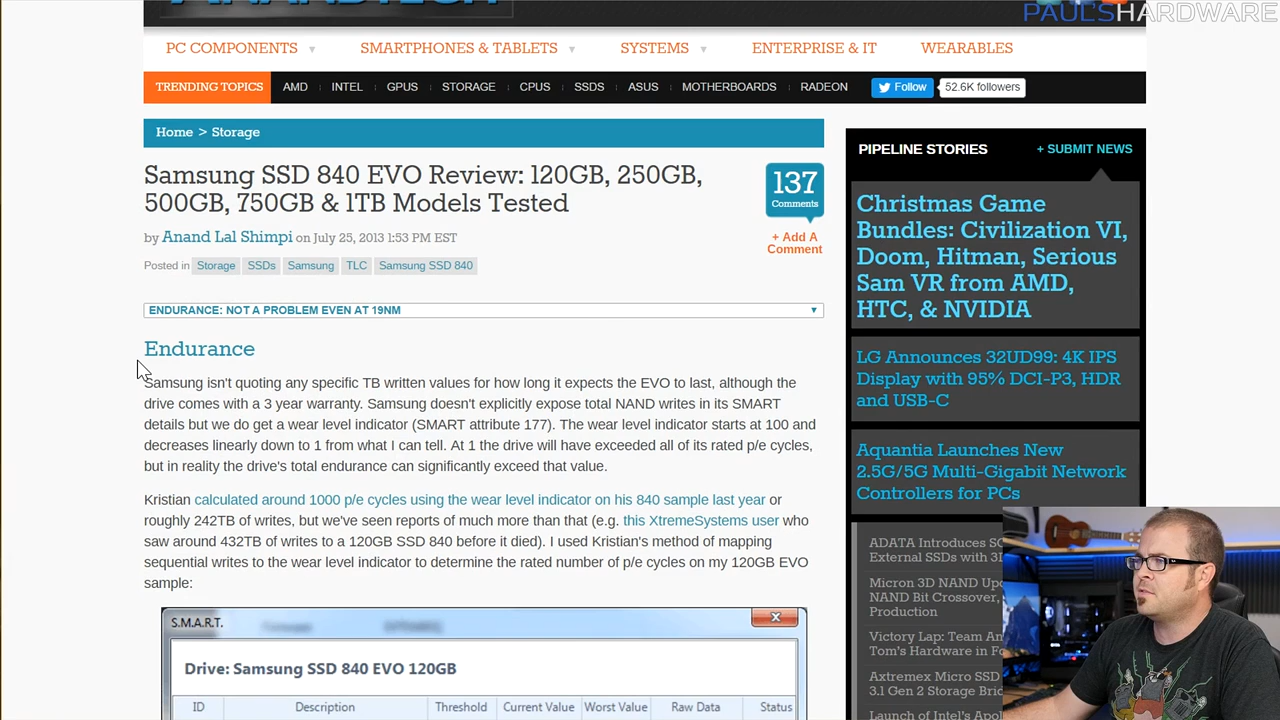 PAUL'SHARDWARE
PC COMPONENTS
SMARTPHONES & TABLETS
SYSTEMS
ENTERPRISE & IT
WEARABLES
TRENDING TOPICS
AMD
INTEL
GPUS
STORAGE
CPUS
SSDS
ASUS
MOTHERBOARDS
RADEON
Follow
52.6K followers
Home > Storage
Samsung SSD 840 EVO Review: 120GB, 250GB,
500GB, 750GB & 1TB Models Tested
137
Comments
+ Add A
Comment
by Anand Lal Shimpi on July 25, 2013 1:53 PM EST
Posted in Storage SSDs Samsung TLC Samsung SSD 840
ENDURANCE: NOT A PROBLEM EVEN AT 19NM
Endurance
Samsung isn't quoting any specific TB written values for how long it expects the EVO to last, although the
drive comes with a 3 year warranty. Samsung doesn't explicitly expose total NAND writes in its SMART
details but we do get a wear level indicator (SMART attribute 177). The wear level indicator starts at 100 and
decreases linearly down to 1 from what I can tell. At 1 the drive will have exceeded all of its rated p/e cycles,
but in reality the drive's total endurance can significantly exceed that value.
Kristian calculated around 1000 p/e cycles using the wear level indicator on his 840 sample last year or
roughly 242TB of writes, but we've seen reports of much more than that (e.g. this XtremeSystems user who
saw around 432TB of writes to a 120GB SSD 840 before it died). I used Kristian's method of mapping
sequential writes to the wear level indicator to determine the rated number of p/e cycles on my 120GB EVO
sample:
S.M.A.R.T.
Drive: Samsung SSD 840 EVO 120GB
ID
Description
Threshold
Current Value
Worst Value
Raw Data
Status
PIPELINE STORIES
+ SUBMIT NEWS
Christmas Game
Bundles: Civilization VI,
Doom, Hitman, Serious
Sam VR from AMD,
HTC, & NVIDIA
LG Announces 32UD99: 4K IPS
Display with 95% DCI-P3, HDR
and USB-C
Aquantia Launches New
2.5G/5G Multi-Gigabit Network
Controllers for PCs
ADATA Introduces
External SSDs with
Micron 3D NAND
NAND Bit Crossover,
Production
Victory Lap: Team
Tom's Hardware in
Axtremex Micro SSD
3.1 Gen 2 Storage
Launch of Intel's